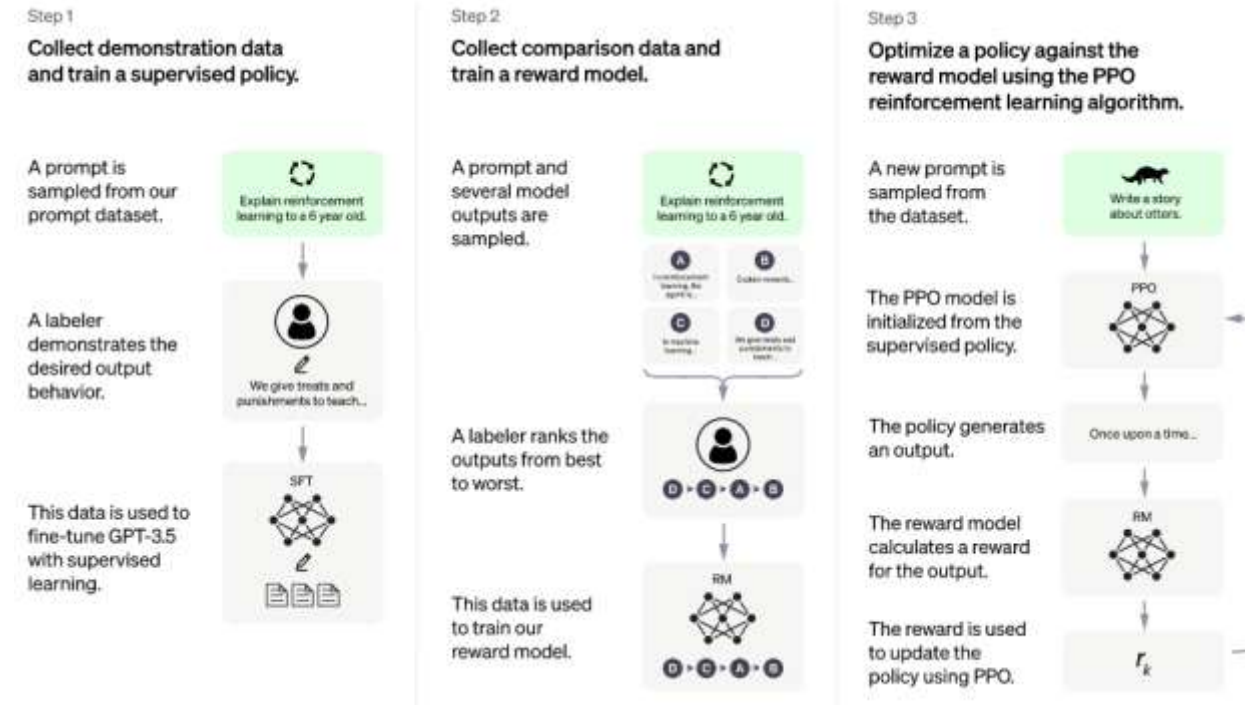 Step 1
Collect demonstration data
and train a supervised policy.
A prompt is
sampled from our
prompt dataset.
Explain reinforcement
learning to a 6 year old.
A labeler
demonstrates the
desired output
behavior.
We give treats and
punishments to teach...
This data is used to
fine-tune GPT-3.5
with supervised
learning.
SFT
Step 2
Collect comparison data and
train a reward model.
A prompt and
several model
outputs are
sampled.
Explain reinforcement
learning to a 6 year old.
A
In reinforcement
learning, the
agent is...
B
Explain rewards...
C
In machine
learning...
D
We give treats and
punishments to
teach...
A labeler ranks the
outputs from best
to worst.
D > C > A > B
This data is used
to train our
reward model.
RM
D > C > A > B
Step 3
Optimize a policy against the
reward model using the PPO
reinforcement learning algorithm.
A new prompt is
sampled from
the dataset.
Write a story
about otters.
The PPO model is
initialized from the
supervised policy.
PPO
The policy generates
an output.
Once upon a time...
The reward model
calculates a reward
for the output.
RM
The reward is used
to update the
policy using PPO.
rₖ